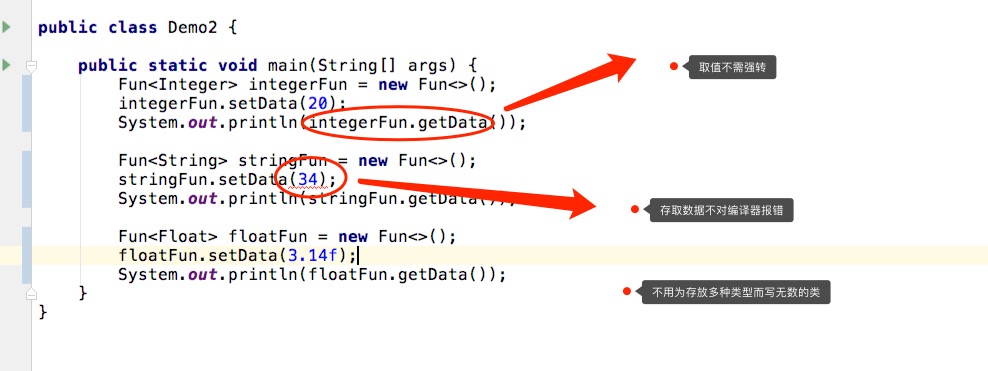 public class Demo2 {
public static void main(String[] args) {
Fun<Integer> integerFun = new Fun<>();
integerFun.setData(20);
System.out.println(integerFun.getData());
取值不需强转
Fun<String> stringFun = new Fun<>();
stringFun.setData(34);
System.out.println(stringFun.getData());
存取数据不对编译器报错
Fun<Float> floatFun = new Fun<>();
floatFun.setData(3.14f);
System.out.println(floatFun.getData());
不用为存放多种类型而写无数的类
}
}